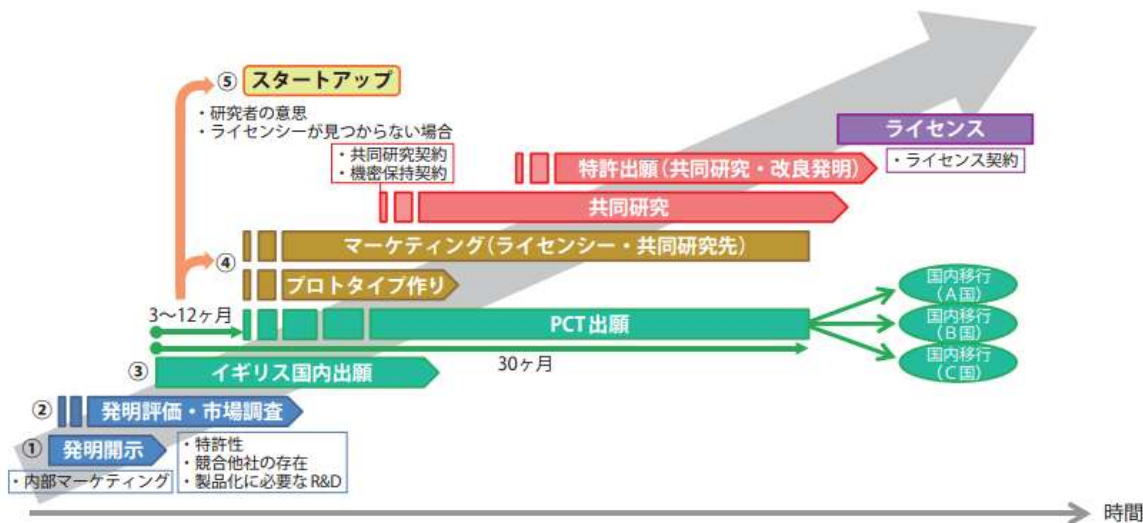 ⑤ スタートアップ
・研究者の意思
・ライセンシーが見つからない場合
・共同研究契約
・機密保持契約
ライセンス
・ライセンス契約
特許出願(共同研究・改良発明)
共同研究
④
マーケティング(ライセンシー・共同研究先)
プロトタイプ作り
3〜12ヶ月
PCT出願
30ヶ月
国内移行
(A国)
国内移行
(B国)
国内移行
(C国)
③ イギリス国内出願
② 発明評価・市場調査
① 発明開示
・内部マーケティング
・特許性
・競合他社の存在
・製品化に必要なR&D
時間